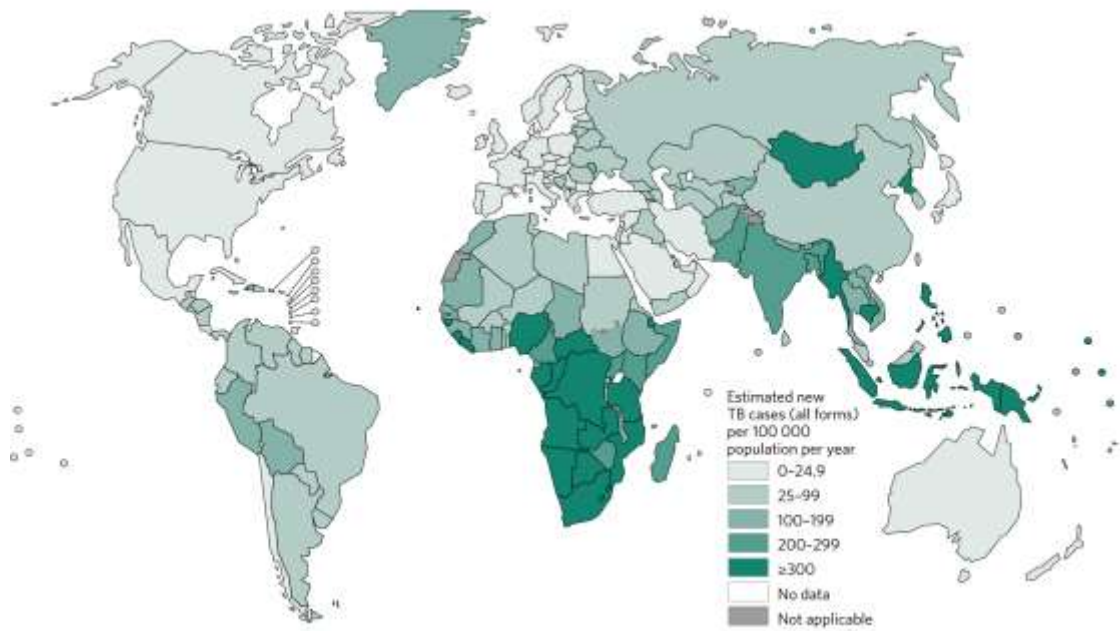 Estimated new
TB cases (all forms)
per 100 000
population per year
0–24.9
25–99
100–199
200–299
≥300
No data
Not applicable